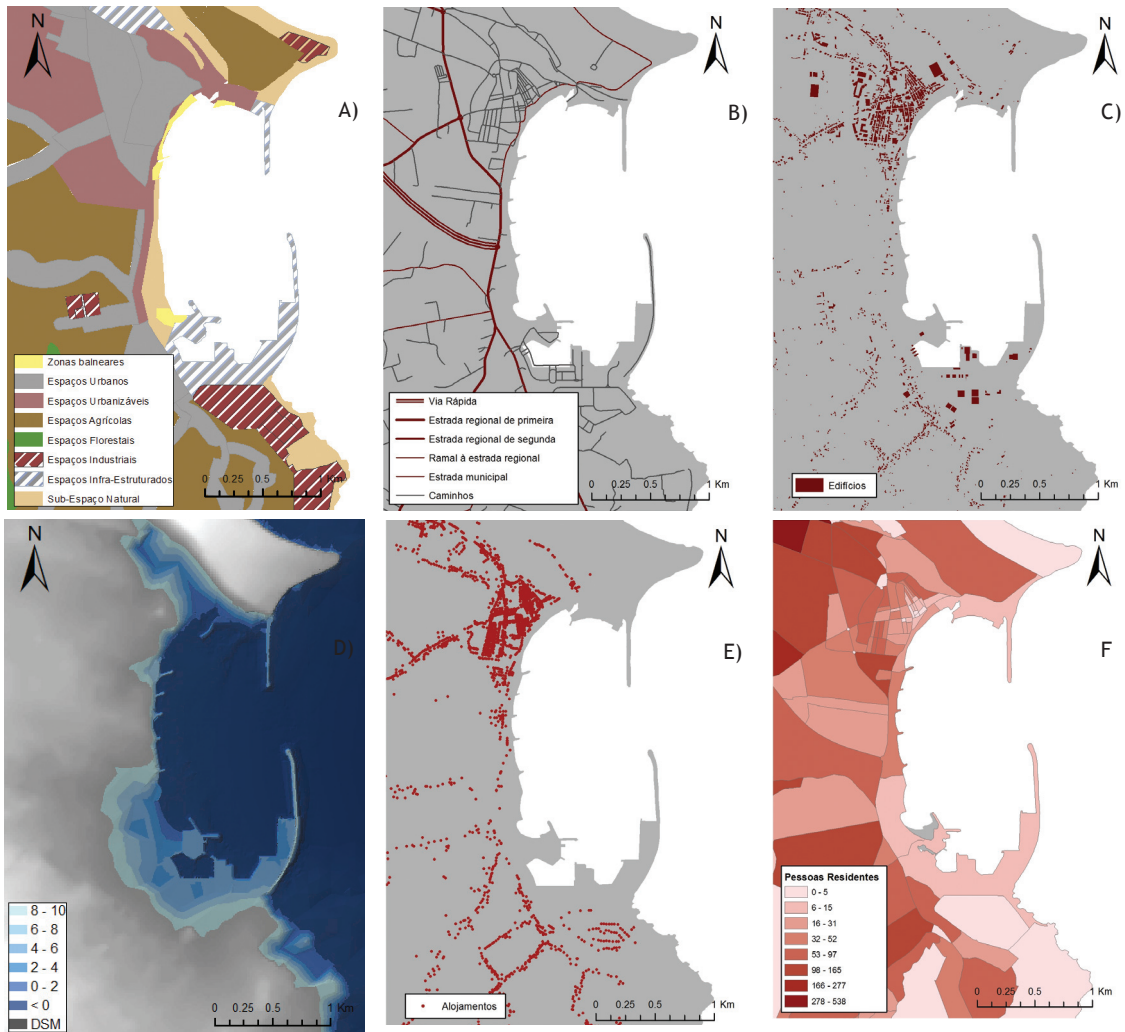 N
A)
Zonas balneares
Espaços Urbanos
Espaços Urbanizáveis
Espaços Agrícolas
Espaços Florestais
Espaços Industriais
Espaços Infra-Estruturados
Sub-Espaço Natural
0 0.25 0.5 1 Km
N
B)
Via Rápida
Estrada regional de primeira
Estrada regional de segunda
Ramal à estrada regional
Estrada municipal
Caminhos
0 0.25 0.5 1 Km
N
C)
Edifícios
0 0.25 0.5 1 Km
N
D)
8 - 10
6 - 8
4 - 6
2 - 4
0 - 2
< 0
DSM
0 0.25 0.5 1 Km
N
E)
Alojamentos
0 0.25 0.5 1 Km
N
F
Pessoas Residentes
0 - 5
6 - 15
16 - 31
32 - 52
53 - 97
98 - 165
166 - 277
278 - 538
0 0.25 0.5 1 Km